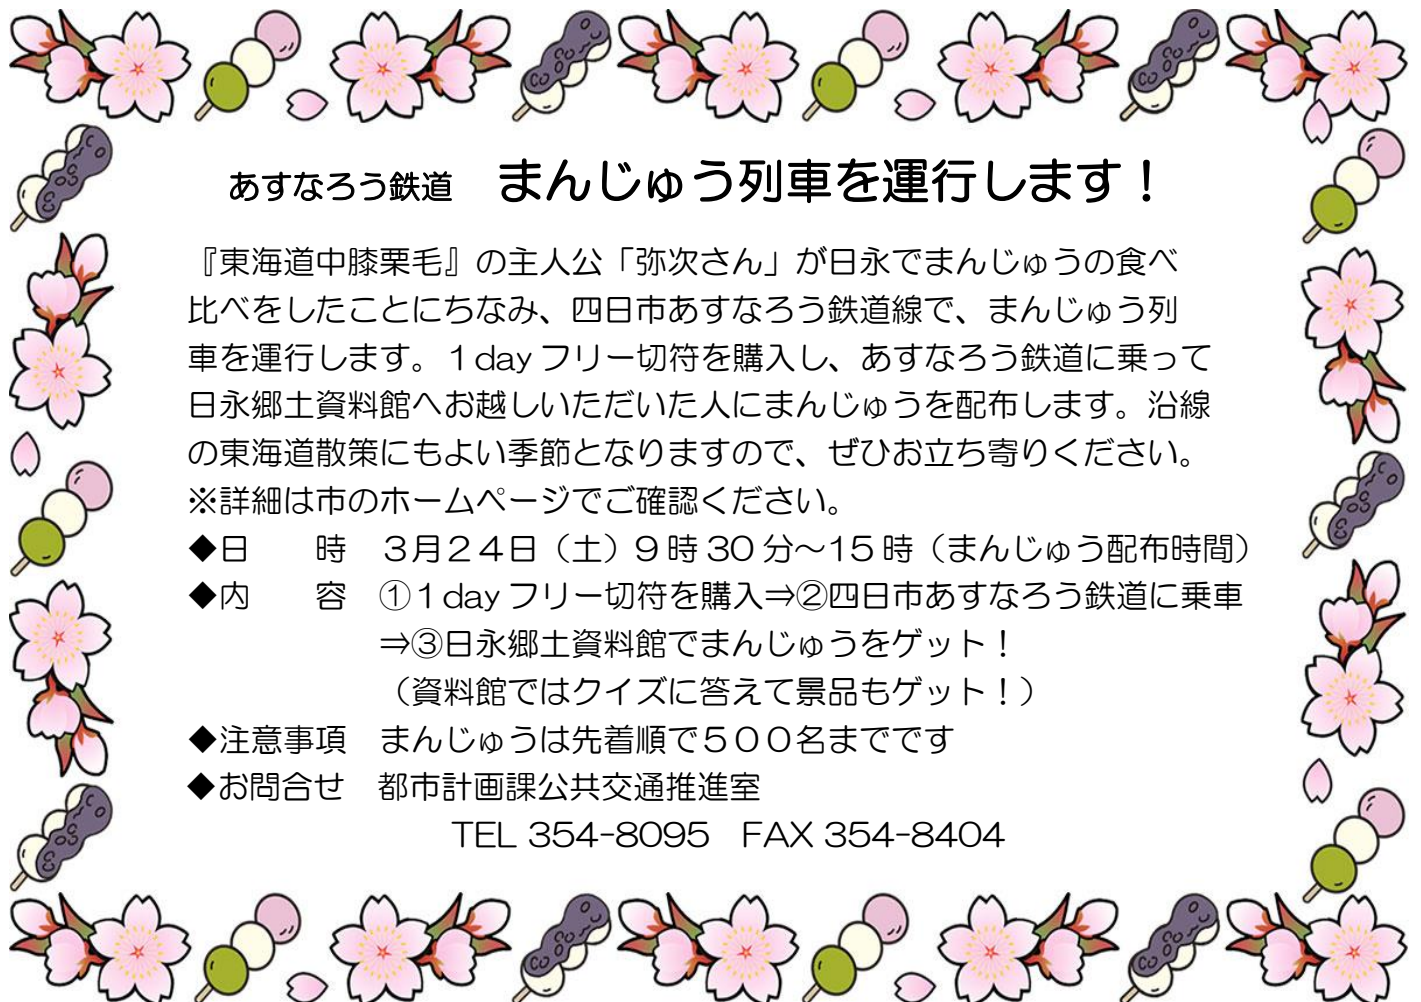 あすなろう鉄道　まんじゅう列車を運行します！
『東海道中膝栗毛』の主人公「弥次さん」が日永でまんじゅうの食べ
比べをしたことにちなみ、四日市あすなろう鉄道線で、まんじゅう列
車を運行します。１dayフリー切符を購入し、あすなろう鉄道に乗って
日永郷土資料館へお越しいただいた人にまんじゅうを配布します。沿線
の東海道散策にもよい季節となりますので、ぜひお立ち寄りください。
※詳細は市のホームページでご確認ください。
◆日　　時　３月２４日（土）９時30分～15時（まんじゅう配布時間）
◆内　　容　①１dayフリー切符を購入⇒②四日市あすなろう鉄道に乗車
⇒③日永郷土資料館でまんじゅうをゲット！
（資料館ではクイズに答えて景品もゲット！）
◆注意事項　まんじゅうは先着順で５００名までです
◆お問合せ　都市計画課公共交通推進室
TEL 354-8095　FAX 354-8404